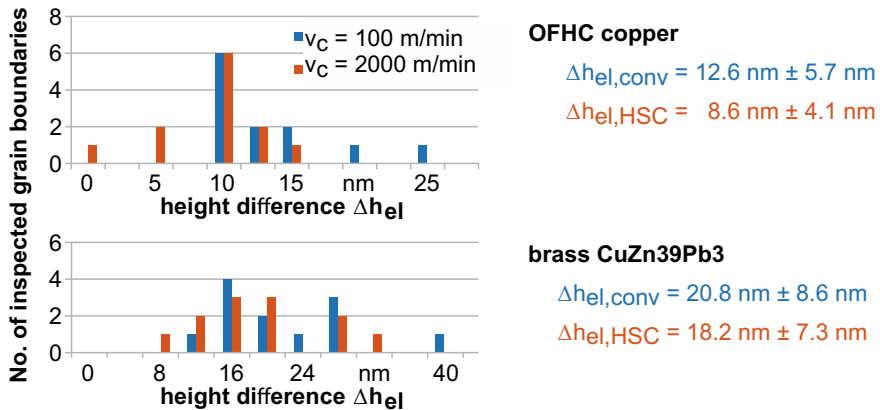 No. of inspected grain boundaries
8
6
4
2
0
vc = 100 m/min
vc = 2000 m/min
0 5 10 15 nm 25
height difference Δhel
OFHC copper
Δhel,conv = 12.6 nm ± 5.7 nm
Δhel,HSC = 8.6 nm ± 4.1 nm
6
4
2
0
0 8 16 24 nm 40
height difference Δhel
brass CuZn39Pb3
Δhel,conv = 20.8 nm ± 8.6 nm
Δhel,HSC = 18.2 nm ± 7.3 nm